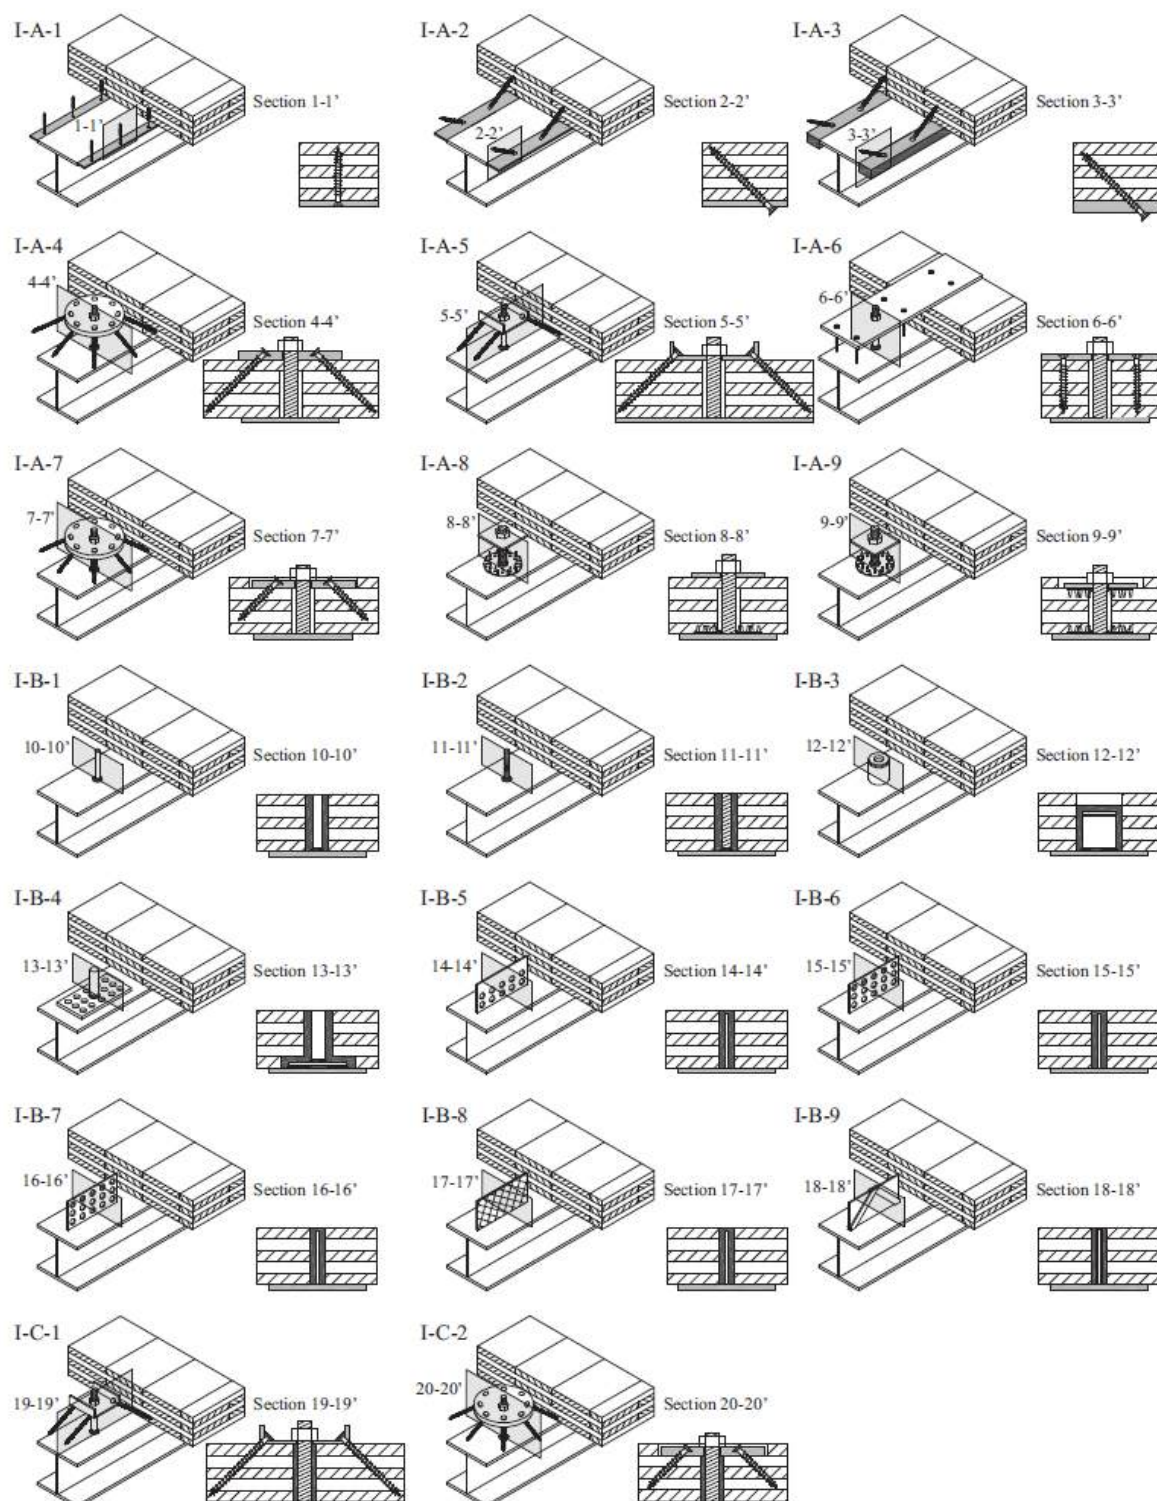 I-A-1
1-1'
Section 1-1'
I-A-2
2-2'
Section 2-2'
I-A-3
3-3'
Section 3-3'
I-A-4
4-4'
Section 4-4'
I-A-5
5-5'
Section 5-5'
I-A-6
6-6'
Section 6-6'
I-A-7
7-7'
Section 7-7'
I-A-8
8-8'
Section 8-8'
I-A-9
9-9'
Section 9-9'
I-B-1
10-10'
Section 10-10'
I-B-2
11-11'
Section 11-11'
I-B-3
12-12'
Section 12-12'
I-B-4
13-13'
Section 13-13'
I-B-5
14-14'
Section 14-14'
I-B-6
15-15'
Section 15-15'
I-B-7
16-16'
Section 16-16'
I-B-8
17-17'
Section 17-17'
I-B-9
18-18'
Section 18-18'
I-C-1
19-19'
Section 19-19'
I-C-2
20-20'
Section 20-20'